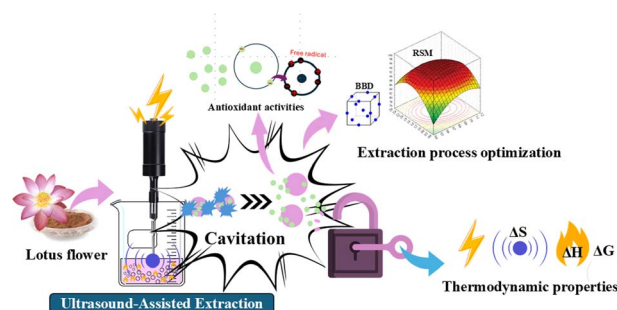 Free radical
Antioxidant activities
BBD
RSM
Extraction process optimization
Lotus flower
Cavitation
ΔS
ΔH
ΔG
Thermodynamic properties
Ultrasound-Assisted Extraction